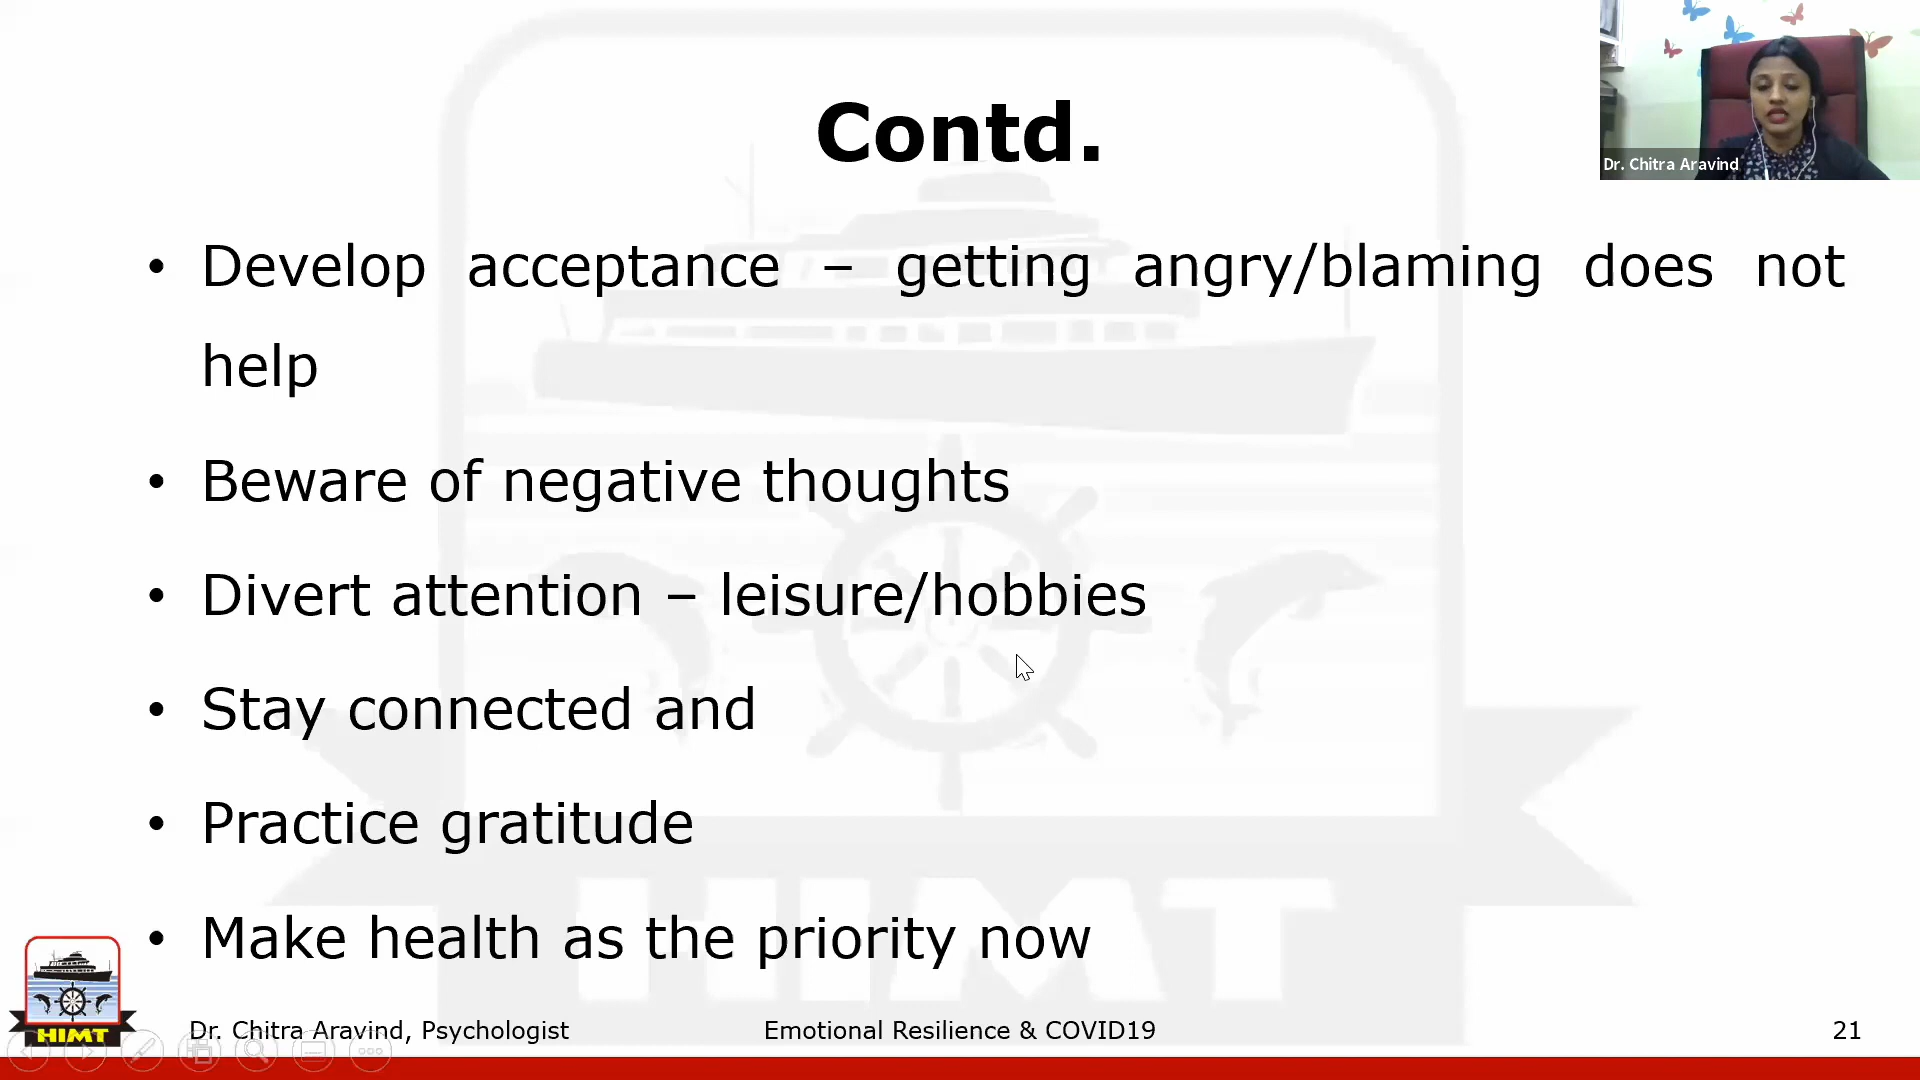 Contd.
Dr. Chitra Aravind
• Develop acceptance – getting angry/blaming does not
help
• Beware of negative thoughts
• Divert attention – leisure/hobbies
• Stay connected and
• Practice gratitude
• Make health as the priority now
HIMT
HIMT
Dr. Chitra Aravind, Psychologist
Emotional Resilience & COVID19
21